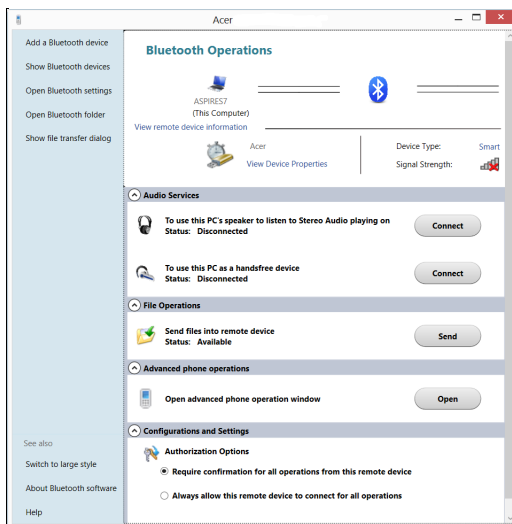 Acer
Add a Bluetooth device
Show Bluetooth devices
Open Bluetooth settings
Open Bluetooth folder
Show file transfer dialog
Bluetooth Operations
ASPIRES7
(This Computer)
View remote device information
Acer
View Device Properties
Device Type: Smart
Signal Strength:
Audio Services
To use this PC's speaker to listen to Stereo Audio playing on
Status: Disconnected
Connect
To use this PC as a handsfree device
Status: Disconnected
Connect
File Operations
Send files into remote device
Status: Available
Send
Advanced phone operations
Open advanced phone operation window
Open
Configurations and Settings
Authorization Options
Require confirmation for all operations from this remote device
Always allow this remote device to connect for all operations
See also
Switch to large style
About Bluetooth software
Help